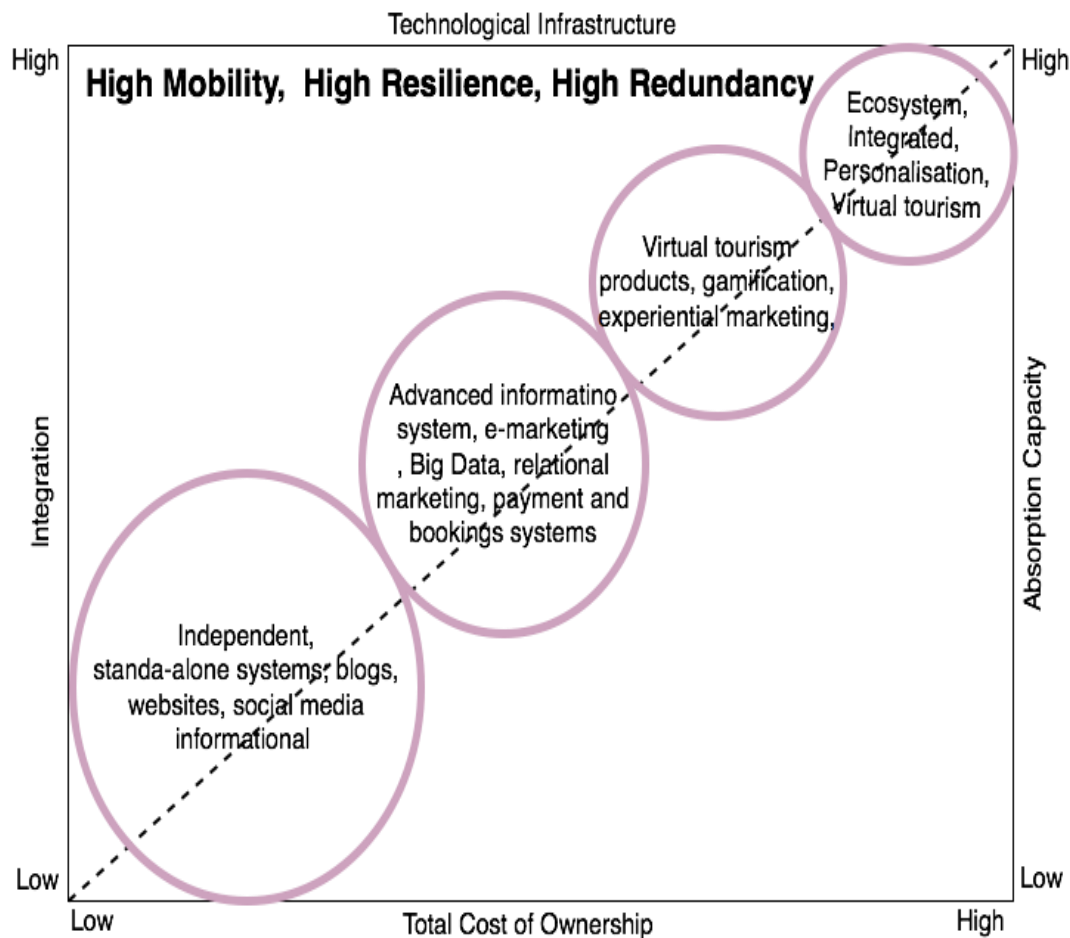 Technological Infrastructure
High
High
High Mobility, High Resilience, High Redundancy
Ecosystem,
Integrated,
Personalisation,
Virtual tourism
Virtual tourism
products, gamification,
experiential marketing,
Advanced informatino
system, e-marketing
, Big Data, relational
marketing, payment and
bookings systems
Independent,
standa-alone systems, blogs,
websites, social media
informational
Integration
Absorption Capacity
Low
Low
Low
Total Cost of Ownership
High